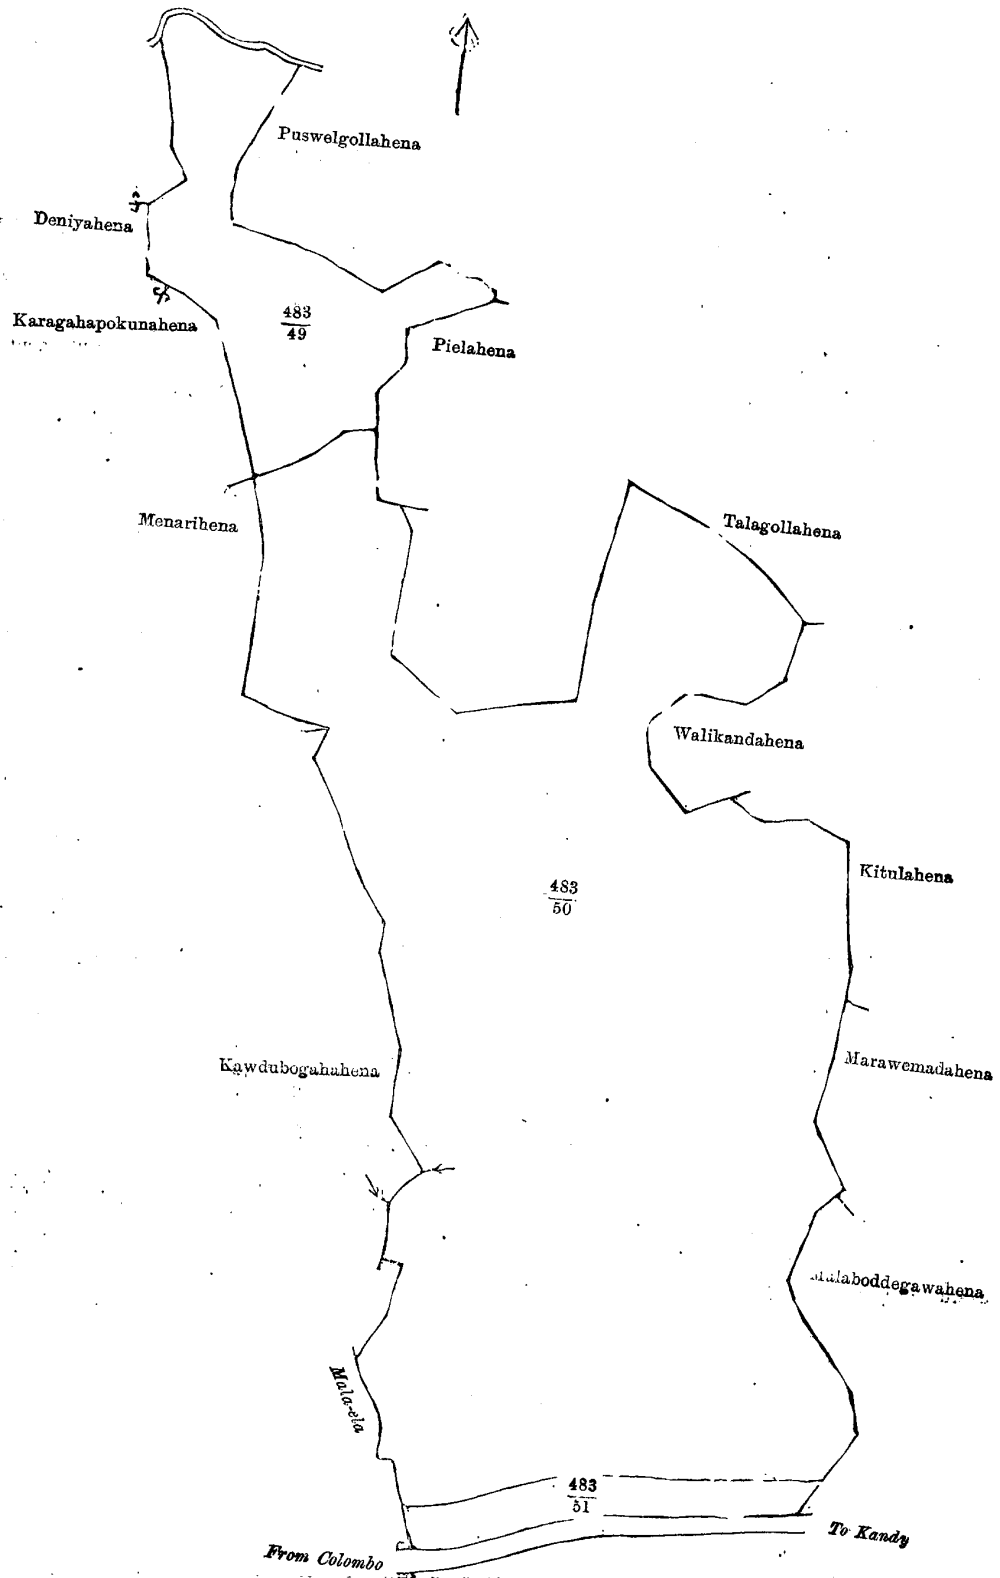 Puswelgollahena
Deniyahena
Karagahapokunahena
483
49
Pielahena
Menarihena
Talagollahena
Walikandahena
Kitulahena
483
50
Kawdubogahahena
Marawemadahena
Mala-ela
483
51
To Kandy
From Colombo